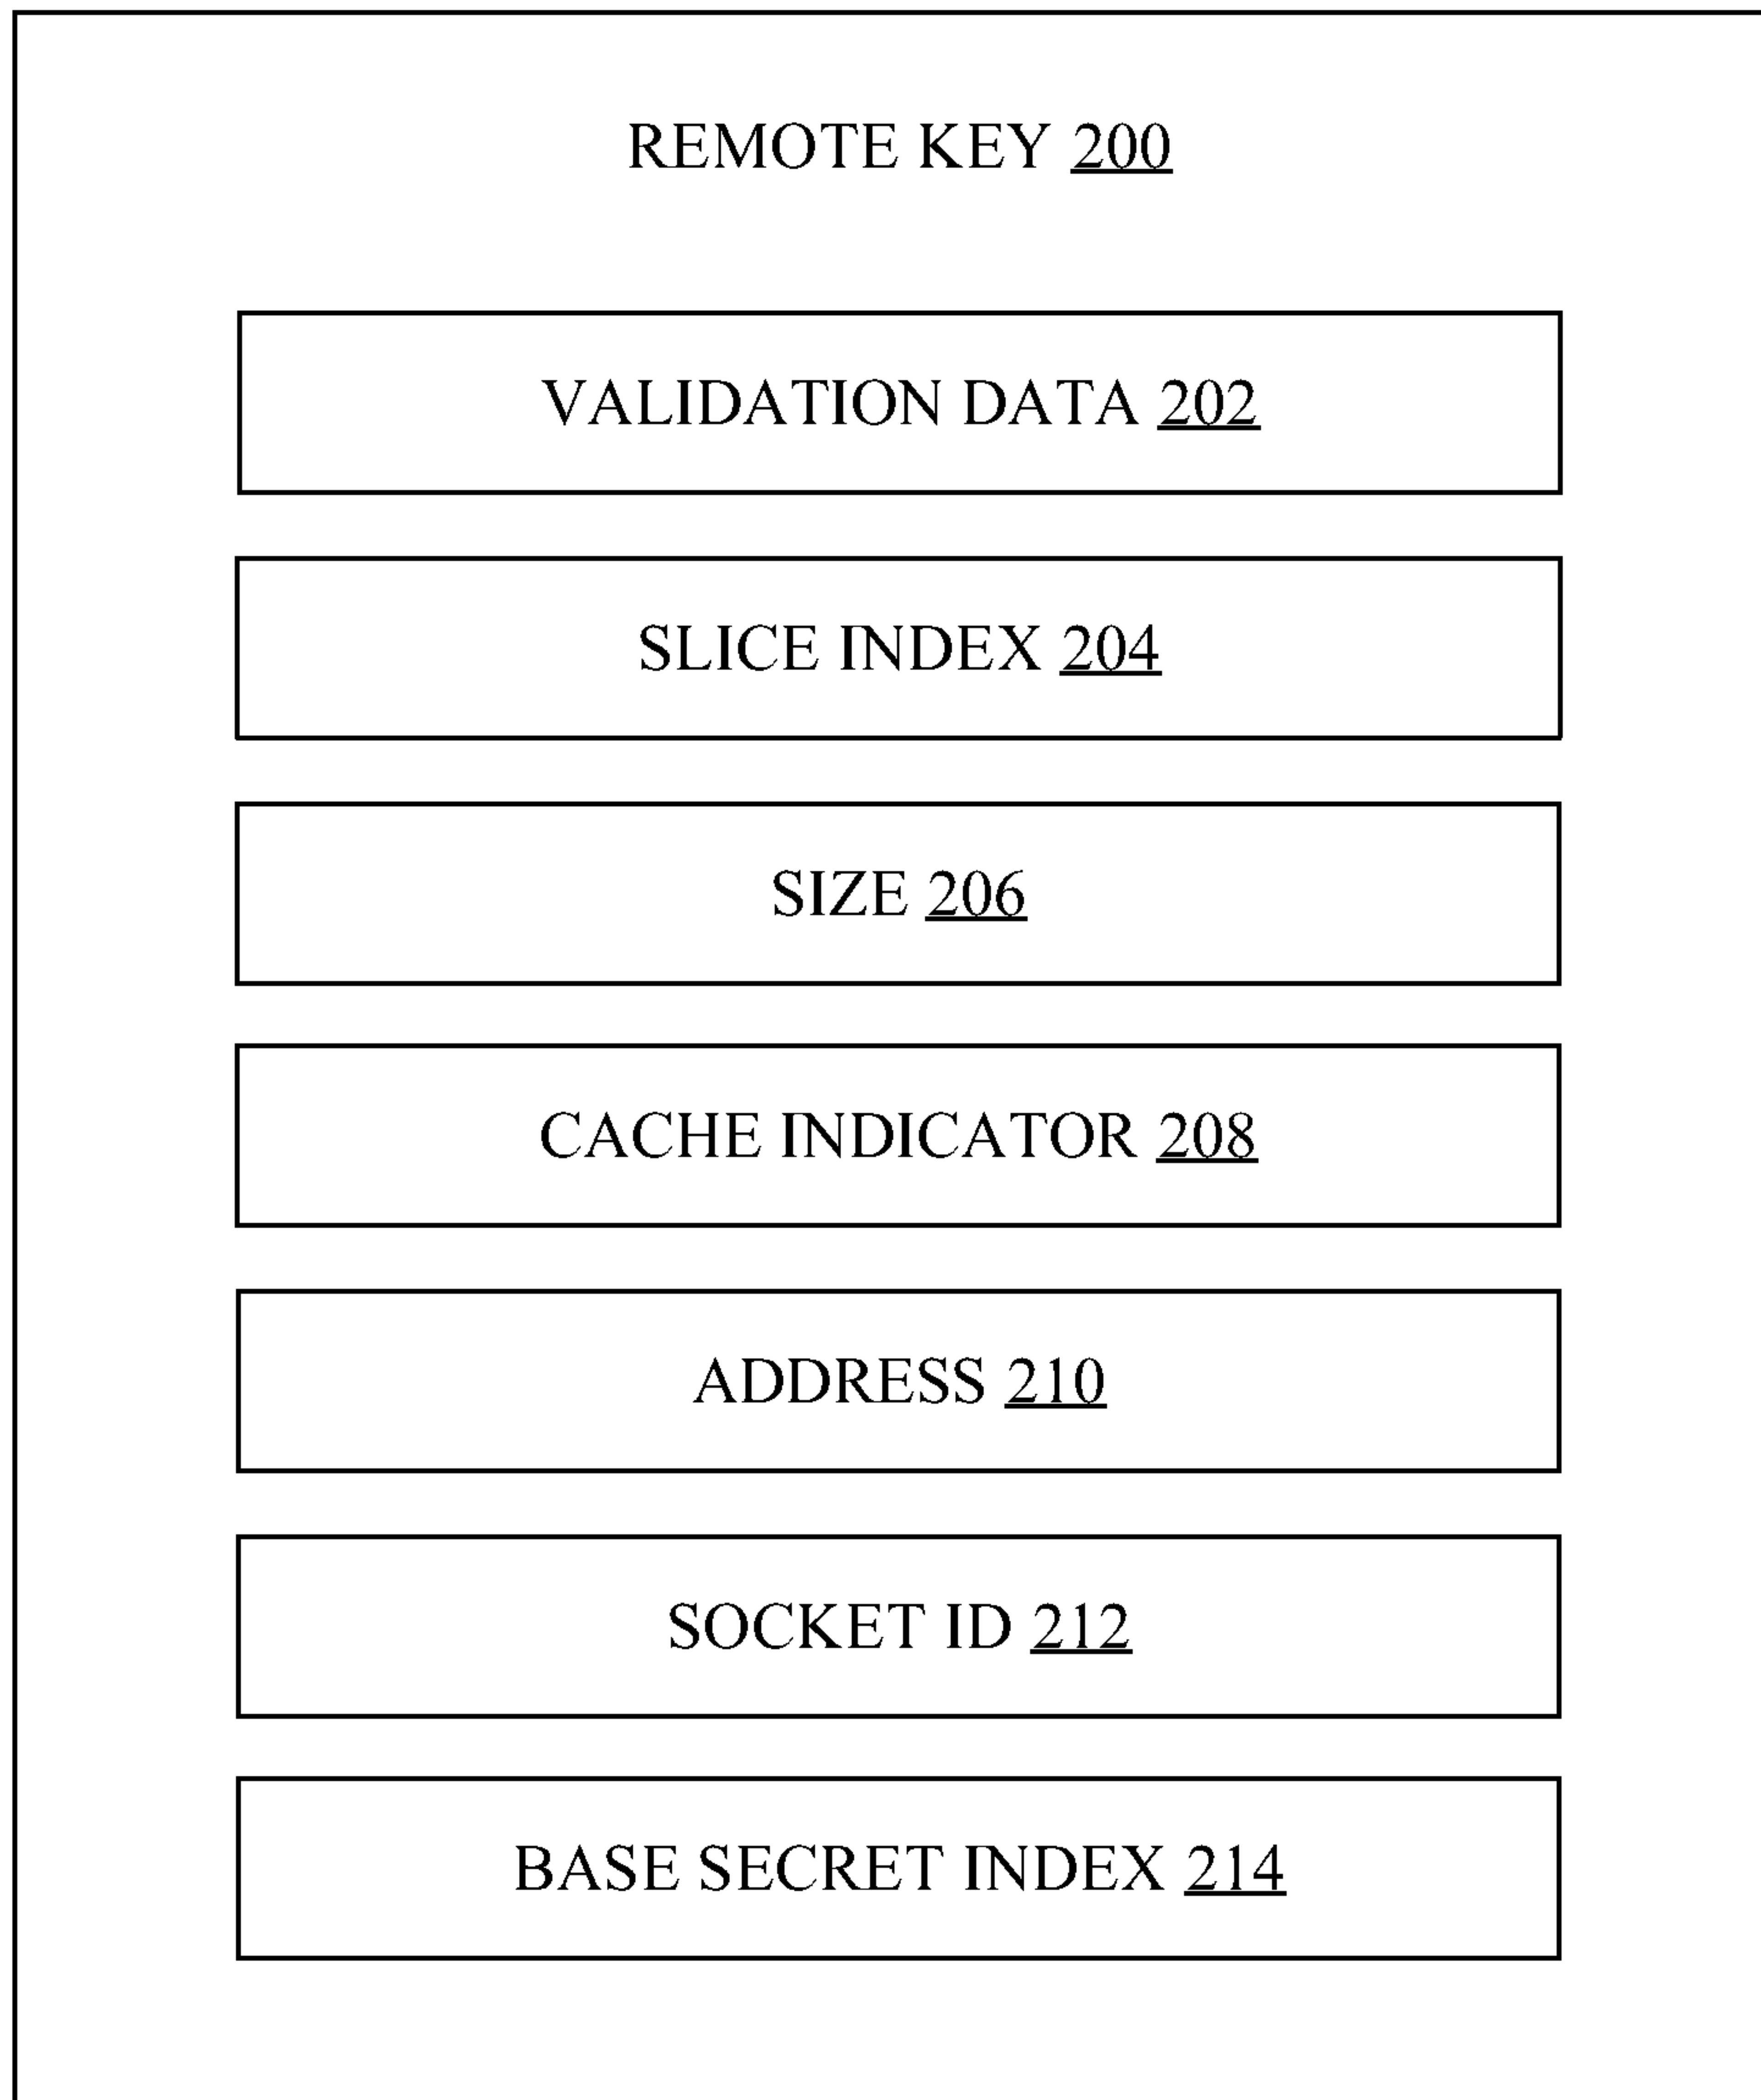 REMOTE KEY 200
VALIDATION DATA 202
SLICE INDEX 204
SIZE 206
CACHE INDICATOR 208
ADDRESS 210
SOCKET ID 212
BASE SECRET INDEX 214